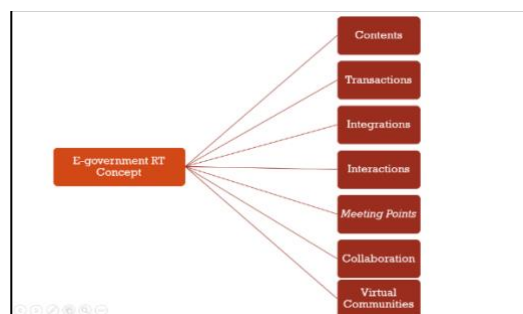 Contents
Transactions
Integrations
E-government RT
Concept
Interactions
Meeting Points
Collaboration
Virtual
Communities